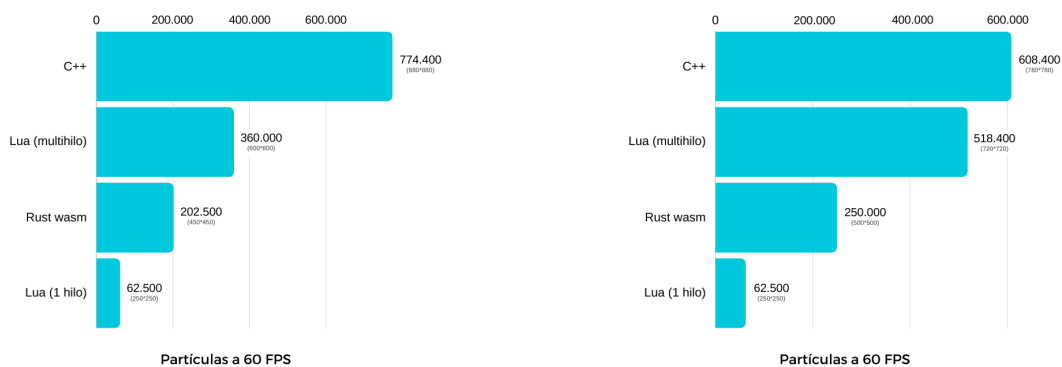 0 200.000 400.000 600.000
C++ 774.400
(880*880)
Lua (multihilo) 360.000
(600*600)
Rust wasm 202.500
(450*450)
Lua (1 hilo) 62.500
(250*250)
Partículas a 60 FPS
0 200.000 400.000 600.000
C++ 608.400
(780*780)
Lua (multihilo) 518.400
(720*720)
Rust wasm 250.000
(500*500)
Lua (1 hilo) 62.500
(250*250)
Partículas a 60 FPS